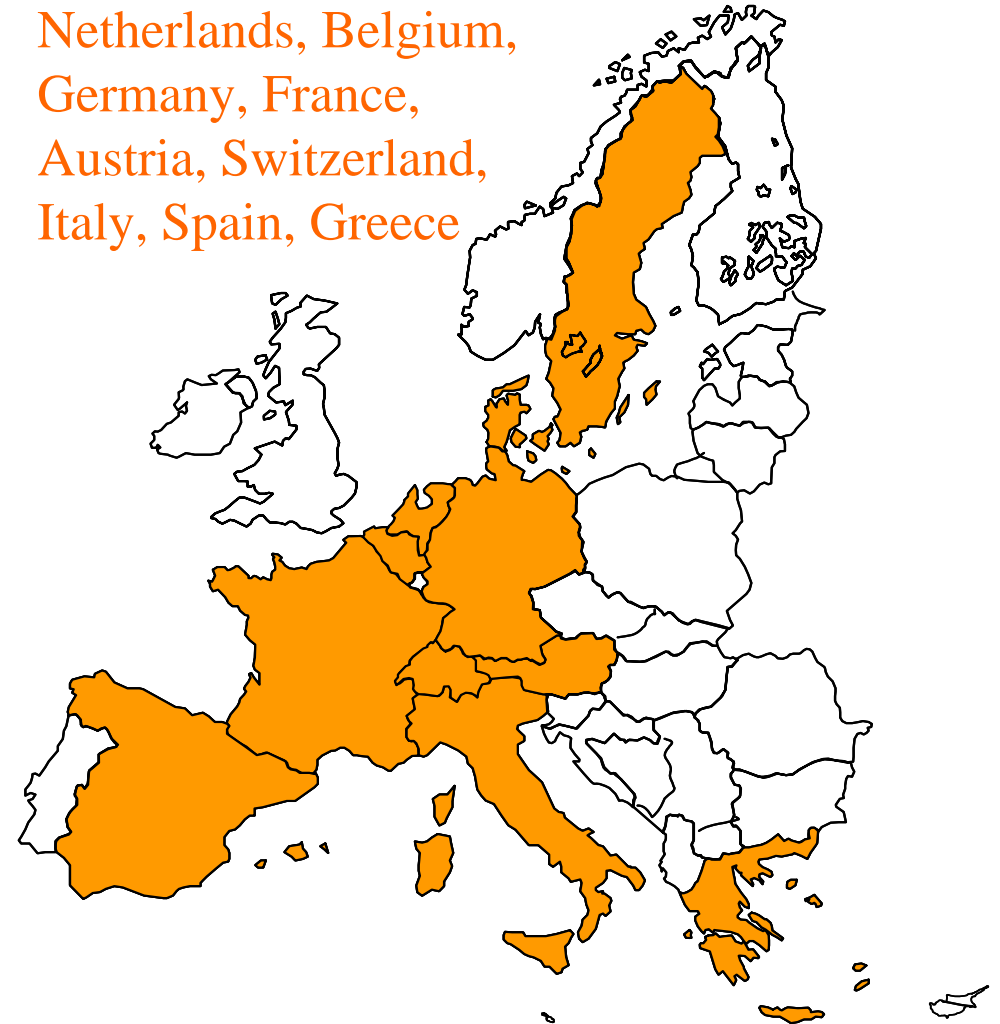 Netherlands, Belgium,
Germany, France,
Austria, Switzerland,
Italy, Spain, Greece